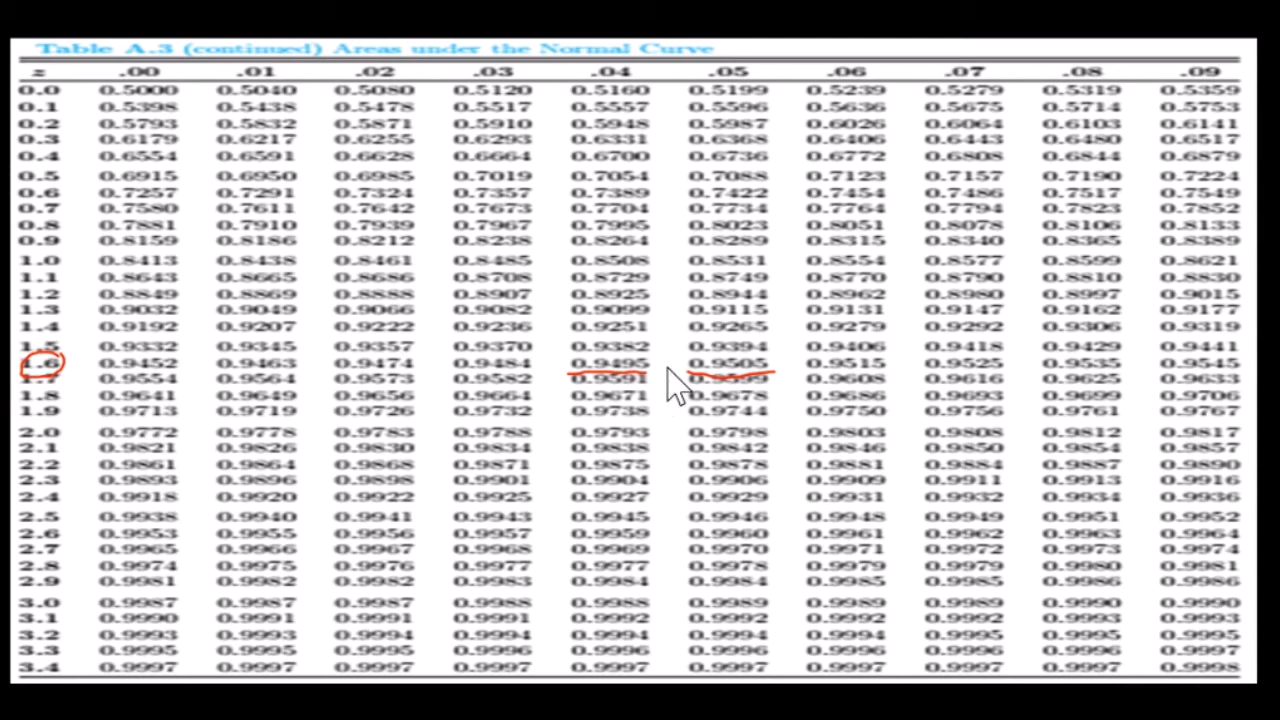 Table A.3 (continued) Areas under the Normal Curve
z .00 .01 .02 .03 .04 .05 .06 .07 .08 .09
0.0 0.5000 0.5040 0.5080 0.5120 0.5160 0.5199 0.5239 0.5279 0.5319 0.5359
0.1 0.5398 0.5438 0.5478 0.5517 0.5557 0.5596 0.5636 0.5675 0.5714 0.5753
0.2 0.5793 0.5832 0.5871 0.5910 0.5948 0.5987 0.6026 0.6064 0.6103 0.6141
0.3 0.6179 0.6217 0.6255 0.6293 0.6331 0.6368 0.6406 0.6443 0.6480 0.6517
0.4 0.6554 0.6591 0.6628 0.6664 0.6700 0.6736 0.6772 0.6808 0.6844 0.6879
0.5 0.6915 0.6950 0.6985 0.7019 0.7054 0.7088 0.7123 0.7157 0.7190 0.7224
0.6 0.7257 0.7291 0.7324 0.7357 0.7389 0.7422 0.7454 0.7486 0.7517 0.7549
0.7 0.7580 0.7611 0.7642 0.7673 0.7704 0.7734 0.7764 0.7794 0.7823 0.7852
0.8 0.7881 0.7910 0.7939 0.7967 0.7995 0.8023 0.8051 0.8078 0.8106 0.8133
0.9 0.8159 0.8186 0.8212 0.8238 0.8264 0.8289 0.8315 0.8340 0.8365 0.8389
1.0 0.8413 0.8438 0.8461 0.8485 0.8508 0.8531 0.8554 0.8577 0.8599 0.8621
1.1 0.8643 0.8665 0.8686 0.8708 0.8729 0.8749 0.8770 0.8790 0.8810 0.8830
1.2 0.8849 0.8869 0.8888 0.8907 0.8925 0.8944 0.8962 0.8980 0.8997 0.9015
1.3 0.9032 0.9049 0.9066 0.9082 0.9099 0.9115 0.9131 0.9147 0.9162 0.9177
1.4 0.9192 0.9207 0.9222 0.9236 0.9251 0.9265 0.9279 0.9292 0.9306 0.9319
1.5 0.9332 0.9345 0.9357 0.9370 0.9382 0.9394 0.9406 0.9418 0.9429 0.9441
1.6 0.9452 0.9463 0.9474 0.9484 0.9495 0.9505 0.9515 0.9525 0.9535 0.9545
1.7 0.9554 0.9564 0.9573 0.9582 0.9591 0.9599 0.9608 0.9616 0.9625 0.9633
1.8 0.9641 0.9649 0.9656 0.9664 0.9671 0.9678 0.9686 0.9693 0.9699 0.9706
1.9 0.9713 0.9719 0.9726 0.9732 0.9738 0.9744 0.9750 0.9756 0.9761 0.9767
2.0 0.9772 0.9778 0.9783 0.9788 0.9793 0.9798 0.9803 0.9808 0.9812 0.9817
2.1 0.9821 0.9826 0.9830 0.9834 0.9838 0.9842 0.9846 0.9850 0.9854 0.9857
2.2 0.9861 0.9864 0.9868 0.9871 0.9875 0.9878 0.9881 0.9884 0.9887 0.9890
2.3 0.9893 0.9896 0.9898 0.9901 0.9904 0.9906 0.9909 0.9911 0.9913 0.9916
2.4 0.9918 0.9920 0.9922 0.9925 0.9927 0.9929 0.9931 0.9932 0.9934 0.9936
2.5 0.9938 0.9940 0.9941 0.9943 0.9945 0.9946 0.9948 0.9949 0.9951 0.9952
2.6 0.9953 0.9955 0.9956 0.9957 0.9959 0.9960 0.9961 0.9962 0.9963 0.9964
2.7 0.9965 0.9966 0.9967 0.9968 0.9969 0.9970 0.9971 0.9972 0.9973 0.9974
2.8 0.9974 0.9975 0.9976 0.9977 0.9977 0.9978 0.9979 0.9979 0.9980 0.9981
2.9 0.9981 0.9982 0.9982 0.9983 0.9984 0.9984 0.9985 0.9985 0.9986 0.9986
3.0 0.9987 0.9987 0.9987 0.9988 0.9988 0.9989 0.9989 0.9989 0.9990 0.9990
3.1 0.9990 0.9991 0.9991 0.9991 0.9992 0.9992 0.9992 0.9992 0.9993 0.9993
3.2 0.9993 0.9993 0.9994 0.9994 0.9994 0.9994 0.9994 0.9995 0.9995 0.9995
3.3 0.9995 0.9995 0.9995 0.9996 0.9996 0.9996 0.9996 0.9996 0.9996 0.9997
3.4 0.9997 0.9997 0.9997 0.9997 0.9997 0.9997 0.9997 0.9997 0.9997 0.9998